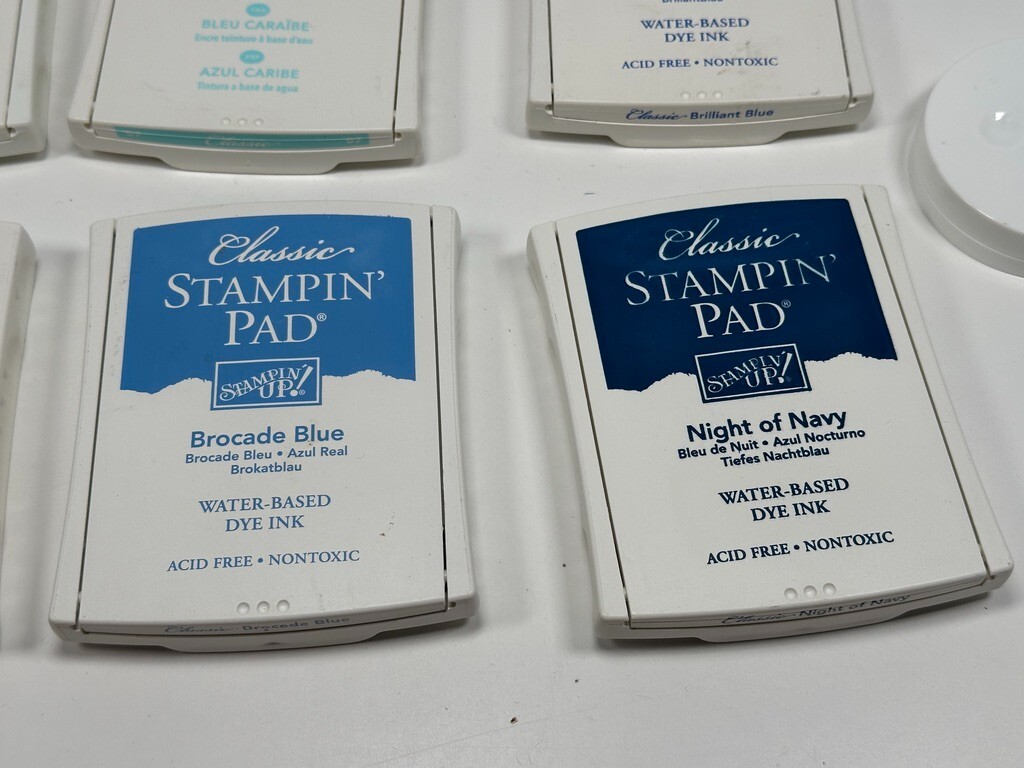 BLEU CARAÏBE
Encre teinture à base d'eau
AZUL CARIBE
Tintura a base de agua
Classic
07
WATER-BASED
DYE INK
ACID FREE • NONTOXIC
Classic Brilliant Blue
Classic
STAMPIN'
PAD®
STAMPIN'
UP!®
Brocade Blue
Brocade Bleu • Azul Real
Brokatblau
WATER-BASED
DYE INK
ACID FREE • NONTOXIC
Classic Brocade Blue
Classic
STAMPIN'
PAD®
STAMPIN'
UP!®
Night of Navy
Bleu de Nuit • Azul Nocturno
Tiefes Nachtblau
WATER-BASED
DYE INK
ACID FREE • NONTOXIC
Classic Night of Navy